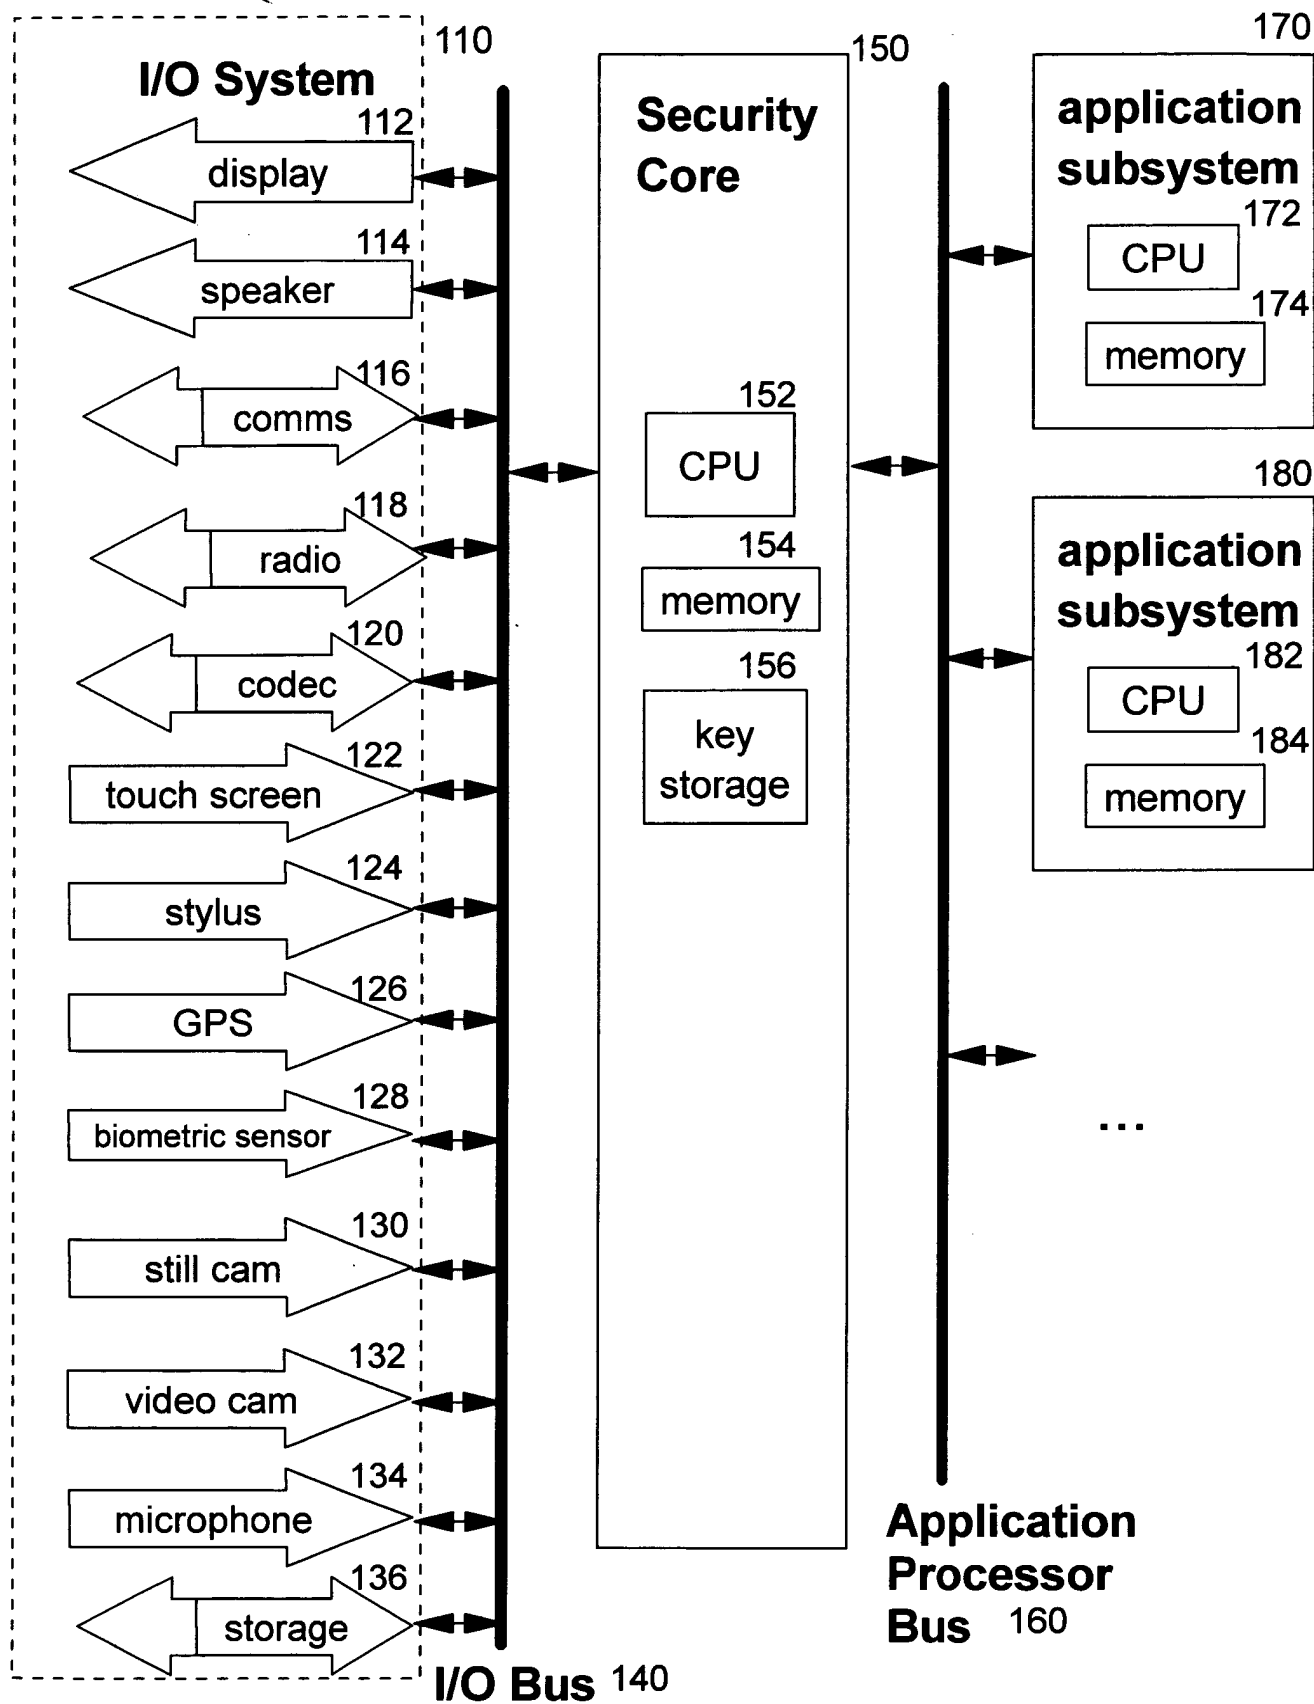 110
I/O System
112
display
114
speaker
116
comms
118
radio
120
codec
122
touch screen
124
stylus
126
GPS
128
biometric sensor
130
still cam
132
video cam
134
microphone
136
storage
I/O Bus 140
150
Security
Core
152
CPU
154
memory
156
key
storage
Application
Processor
Bus 160
170
application
subsystem
172
CPU
174
memory
180
application
subsystem
182
CPU
184
memory
...